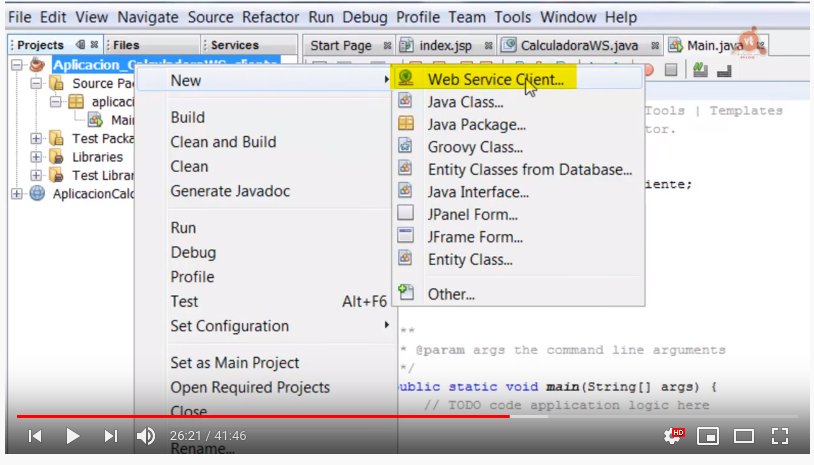 File Edit View Navigate Source Refactor Run Debug Profile Team Tools Window Help
Projects Files Services Start Page index.jsp CalculadoraWS.java Main.java
Aplicacion_CalculadoraWS_cliente
Source Pa
aplicaci
Mai
Test Packa
Libraries
Test Librar
AplicacionCalc
New
Build
Clean and Build
Clean
Generate Javadoc
Run
Debug
Profile
Test Alt+F6
Set Configuration
Set as Main Project
Open Required Projects
Close
Rename...
Web Service Client...
Java Class...
Java Package...
Groovy Class...
Entity Classes from Database...
Java Interface...
JPanel Form...
JFrame Form...
Entity Class...
Other...
Tools | Templates
tor.
iente;
**
* @param args the command line arguments
*/
ublic static void main(String[] args) {
// TODO code application logic here
26:21 / 41:46
HD